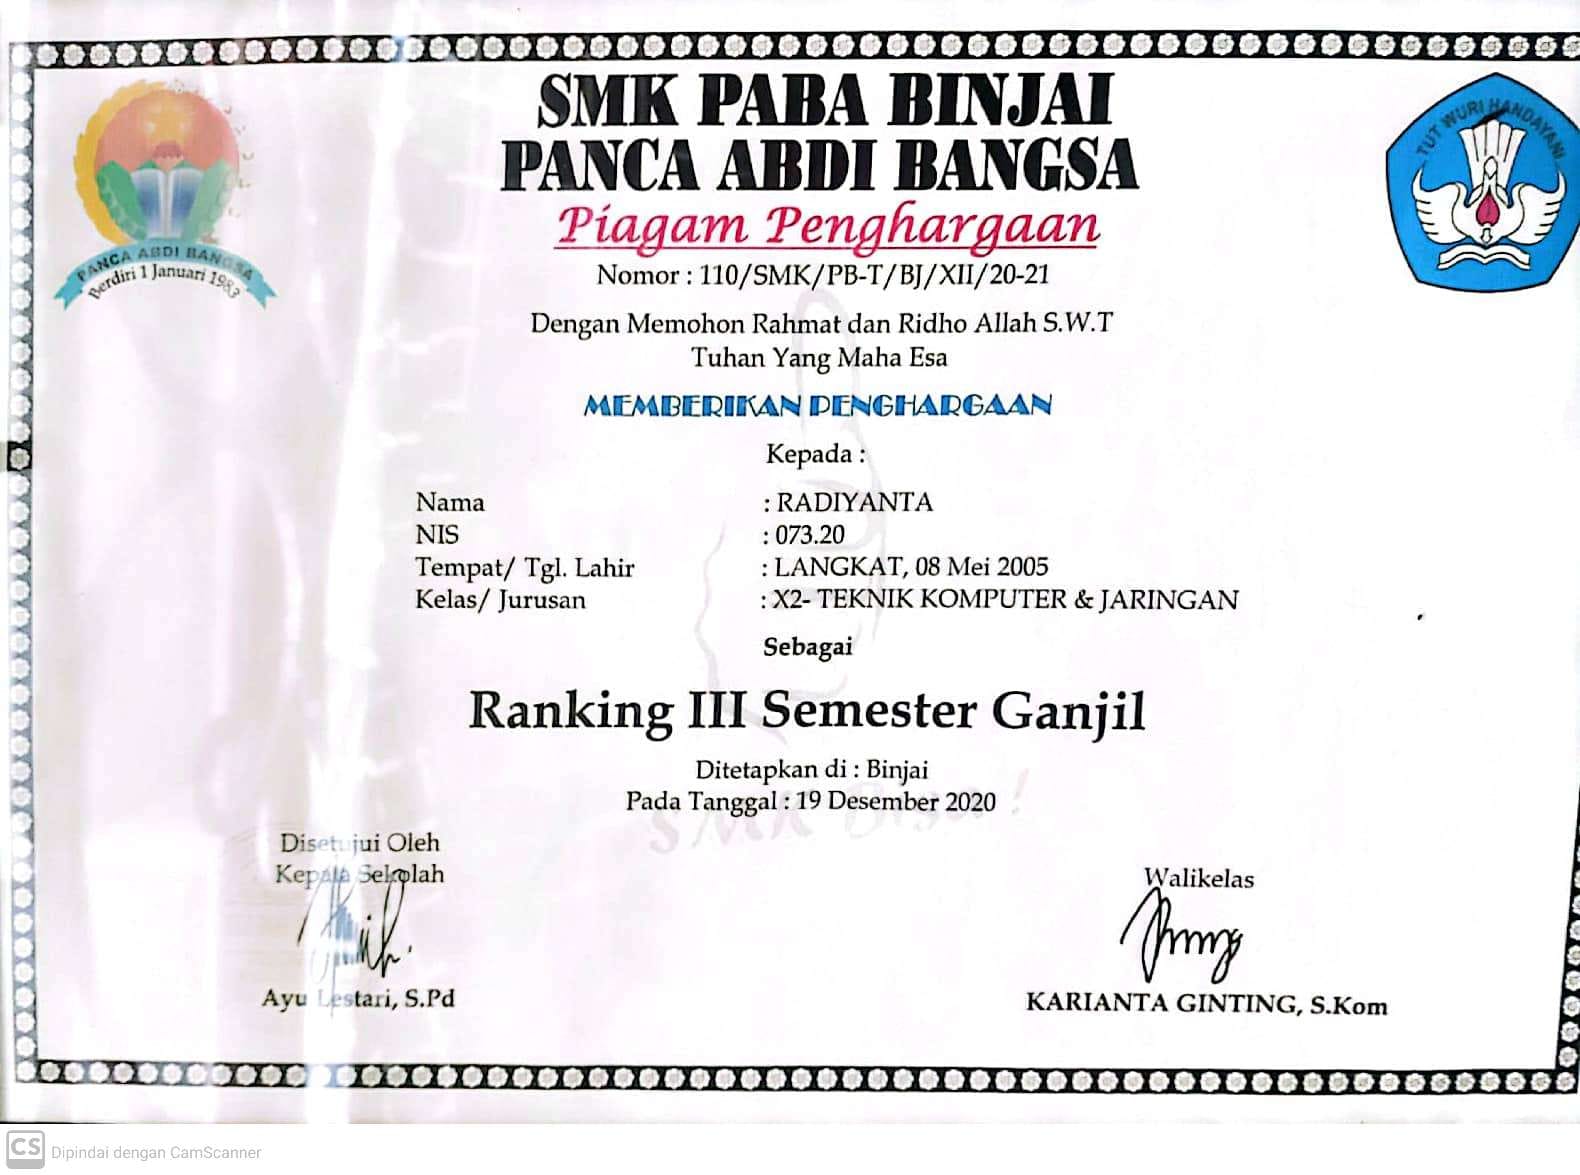 SMK PABA BINJAI
PANCA ABDI BANGSA
Piagam Penghargaan
Nomor : 110/SMK/PB-T/BJ/XII/20-21
PANCA ABDI BANGSA
Berdiri 1 Januari 1983
TUT WURI HANDAYANI
Dengan Memohon Rahmat dan Ridho Allah S.W.T
Tuhan Yang Maha Esa
MEMBERIKAN PENGHARGAAN
Kepada :
Nama : RADIYANTA
NIS : 073.20
Tempat/ Tgl. Lahir : LANGKAT, 08 Mei 2005
Kelas/ Jurusan : X2- TEKNIK KOMPUTER & JARINGAN
Sebagai
Ranking III Semester Ganjil
Ditetapkan di : Binjai
Pada Tanggal : 19 Desember 2020
SMK Bisa !
Disetujui Oleh
Kepala Sekolah
Ayu Lestari, S.Pd
Walikelas
KARIANTA GINTING, S.Kom
CS Dipindai dengan CamScanner